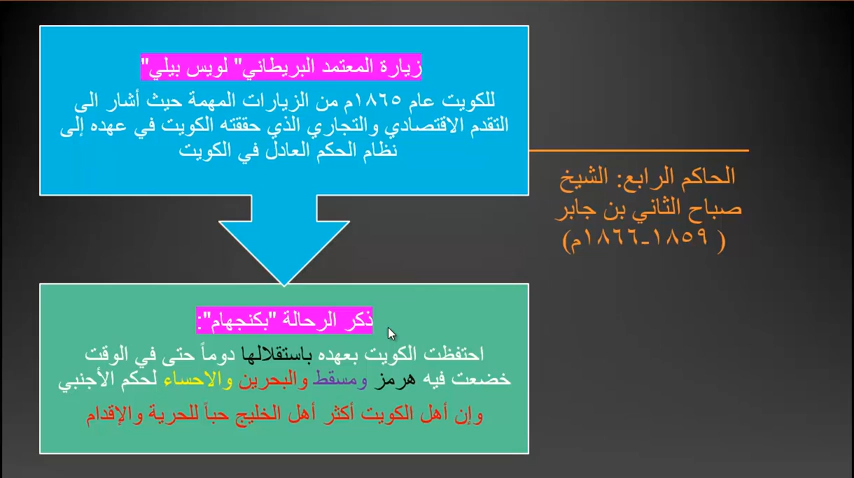 الحاكم الرابع: الشيخ
صباح الثاني بن جابر
(١٨٥٩-١٨٦٦م)
زيارة المعتمد البريطاني" لويس بيلي"
للكويت عام ١٨٦٥م من الزيارات المهمة حيث أشار الى
التقدم الاقتصادي والتجاري الذي حققته الكويت في عهده إلى
نظام الحكم العادل في الكويت
ذكر الرحالة "بكنجهام":
احتفظت الكويت بعهده باستقلالها دوماً حتى في الوقت
خضعت فيه هرمز ومسقط والبحرين والاحساء لحكم الأجنبي
وإن أهل الكويت أكثر أهل الخليج حباً للحرية والإقدام